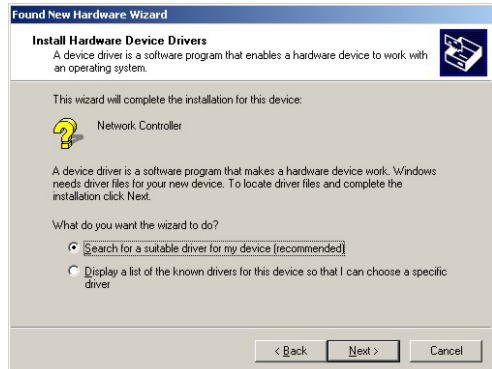 Found New Hardware Wizard
Install Hardware Device Drivers
A device driver is a software program that enables a hardware device to work with
an operating system.
This wizard will complete the installation for this device:
Network Controller
A device driver is a software program that makes a hardware device work. Windows
needs driver files for your new device. To locate driver files and complete the
installation click Next.
What do you want the wizard to do?
Search for a suitable driver for my device (recommended)
Display a list of the known drivers for this device so that I can choose a specific
driver
< Back Next > Cancel